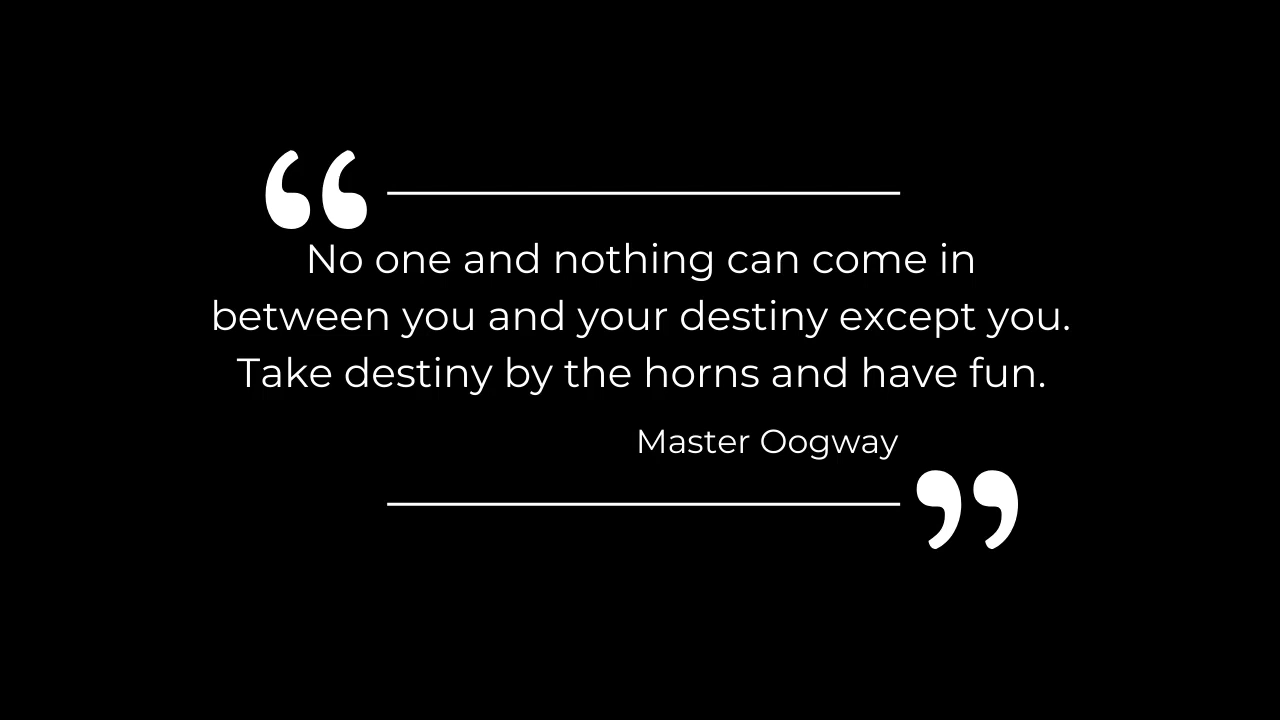 “
No one and nothing can come in
between you and your destiny except you.
Take destiny by the horns and have fun.
Master Oogway
”